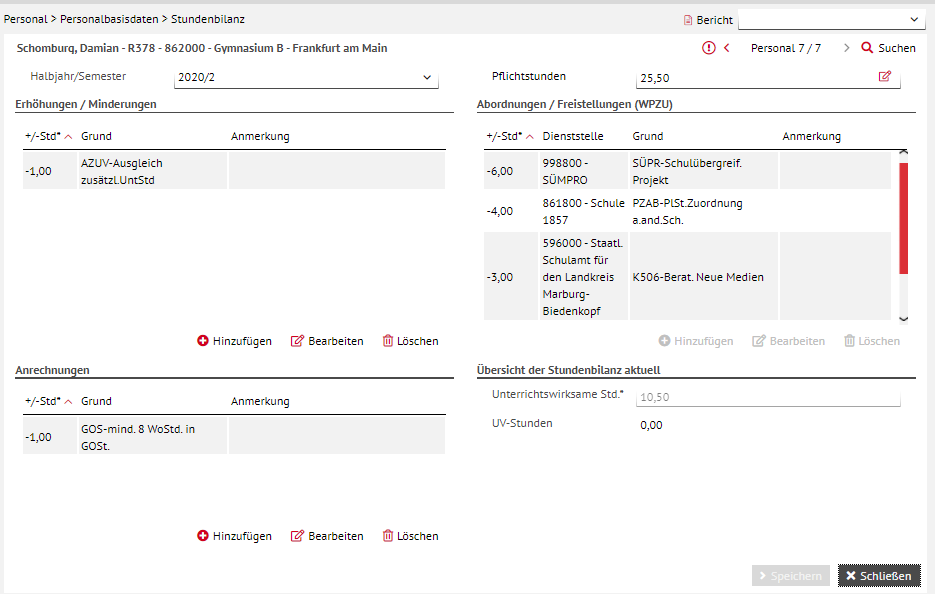 Personal > Personalbasisdaten > Stundenbilanz
Bericht
Schomburg, Damian - R378 - 862000 - Gymnasium B - Frankfurt am Main
Personal 7 / 7
Suchen
Halbjahr/Semester
2020/2
Pflichtstunden
25,50
Erhöhungen / Minderungen
+/-Std* Grund Anmerkung
-1,00
AZUV-Ausgleich
zusätzl.UntStd
Hinzufügen Bearbeiten Löschen
Abordnungen / Freistellungen (WPZU)
+/-Std* Dienststelle Grund Anmerkung
-6,00
998800 -
SÜMPRO
SÜPR-Schulübergreif.
Projekt
-4,00
861800 - Schule
1857
PZAB-PlSt.Zuordnung
a.and.Sch.
-3,00
596000 - Staatl.
Schulamt für
den Landkreis
Marburg-
Biedenkopf
K506-Berat. Neue Medien
Hinzufügen Bearbeiten Löschen
Anrechnungen
+/-Std* Grund Anmerkung
-1,00
GOS-mind. 8 WoStd. in
GOSt.
Hinzufügen Bearbeiten Löschen
Übersicht der Stundenbilanz aktuell
Unterrichtswirksame Std.* 10,50
UV-Stunden 0,00
Speichern
Schließen